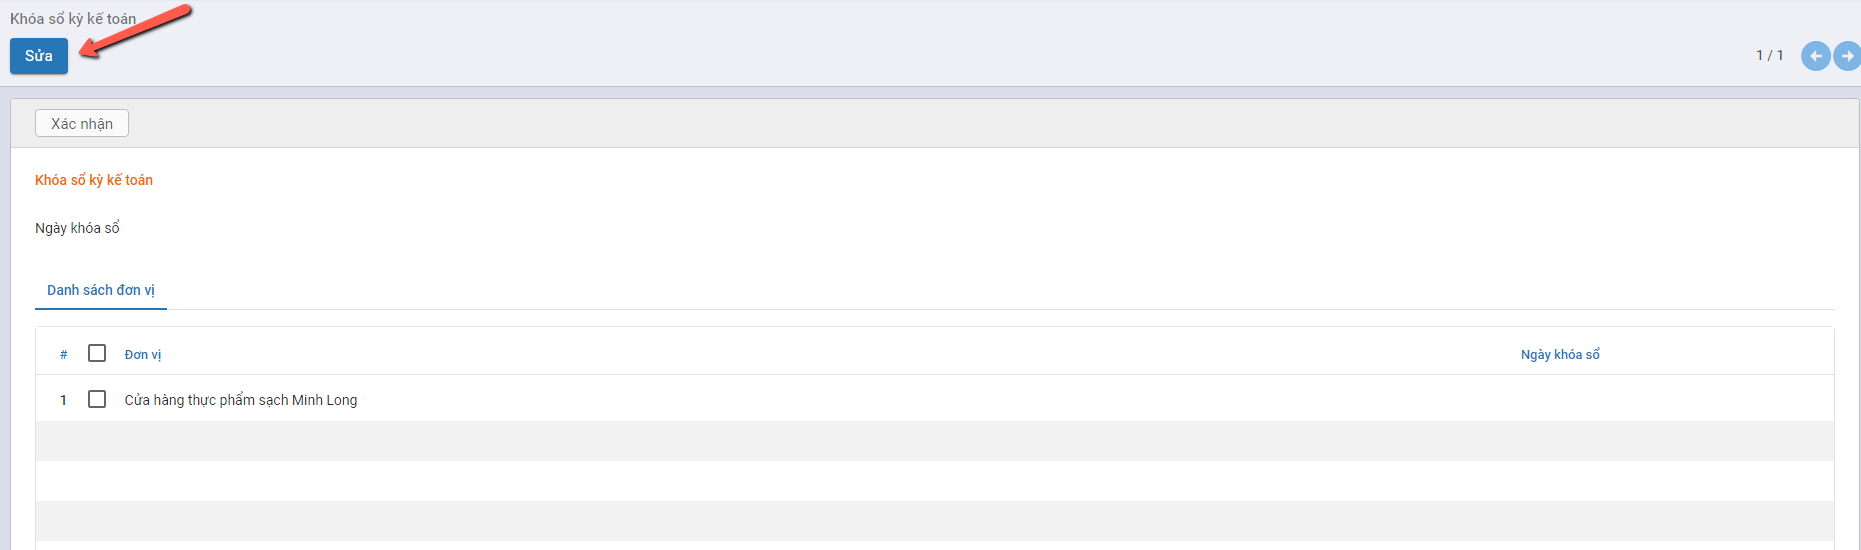 Khóa sổ kỳ kế toán
Sửa
1 / 1
Xác nhận
Khóa sổ kỳ kế toán
Ngày khóa sổ
Danh sách đơn vị
# Đơn vị Ngày khóa sổ
1 Cửa hàng thực phẩm sạch Minh Long